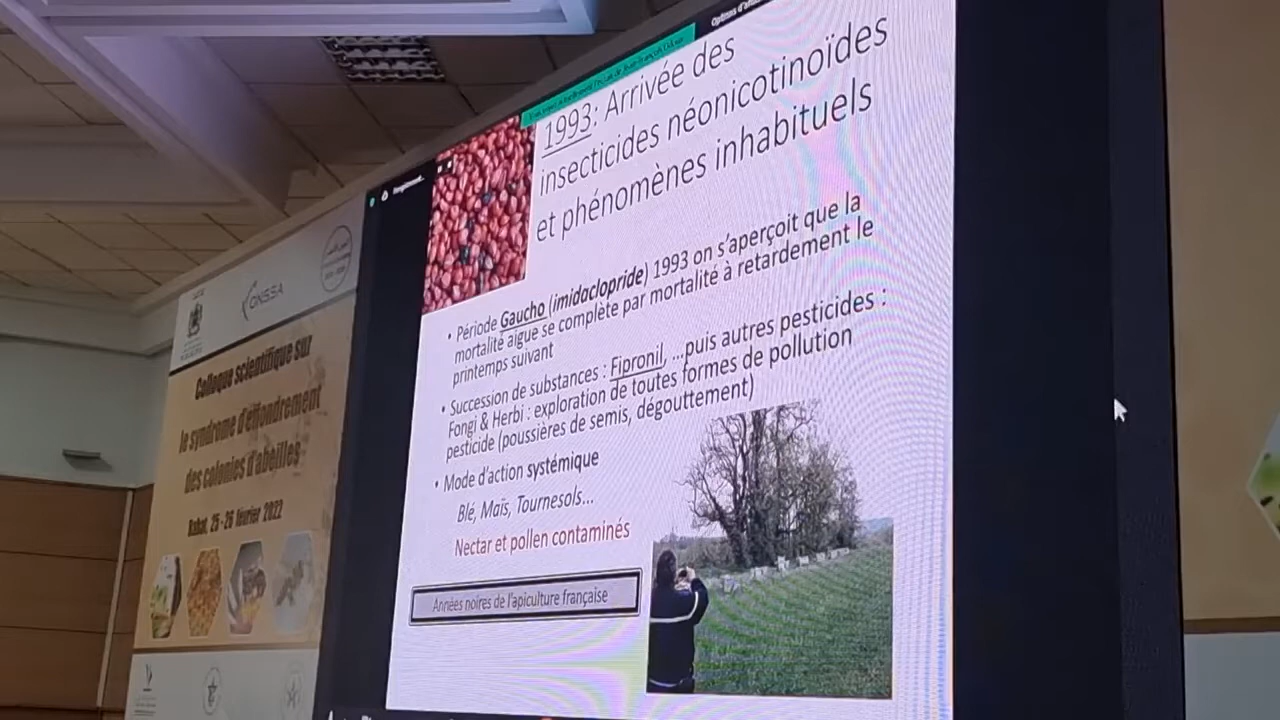 ONSSA
Colloque scientifique sur
le syndrome d'effondrement
des colonies d'abeilles
Rabat, 25 - 26 février 2022
1993: Arrivée des
insecticides néonicotinoïdes
et phénomènes inhabituels
• Période Gaucho (imidaclopride) 1993 on s'aperçoit que la
mortalité aigue se complète par mortalité à retardement le
printemps suivant
• Succession de substances : Fipronil, ...puis autres pesticides :
Fongi & Herbi : exploration de toutes formes de pollution
pesticide (poussières de semis, dégouttement)
• Mode d'action systémique
Blé, Maïs, Tournesols...
Nectar et pollen contaminés
Années noires de l'apiculture française